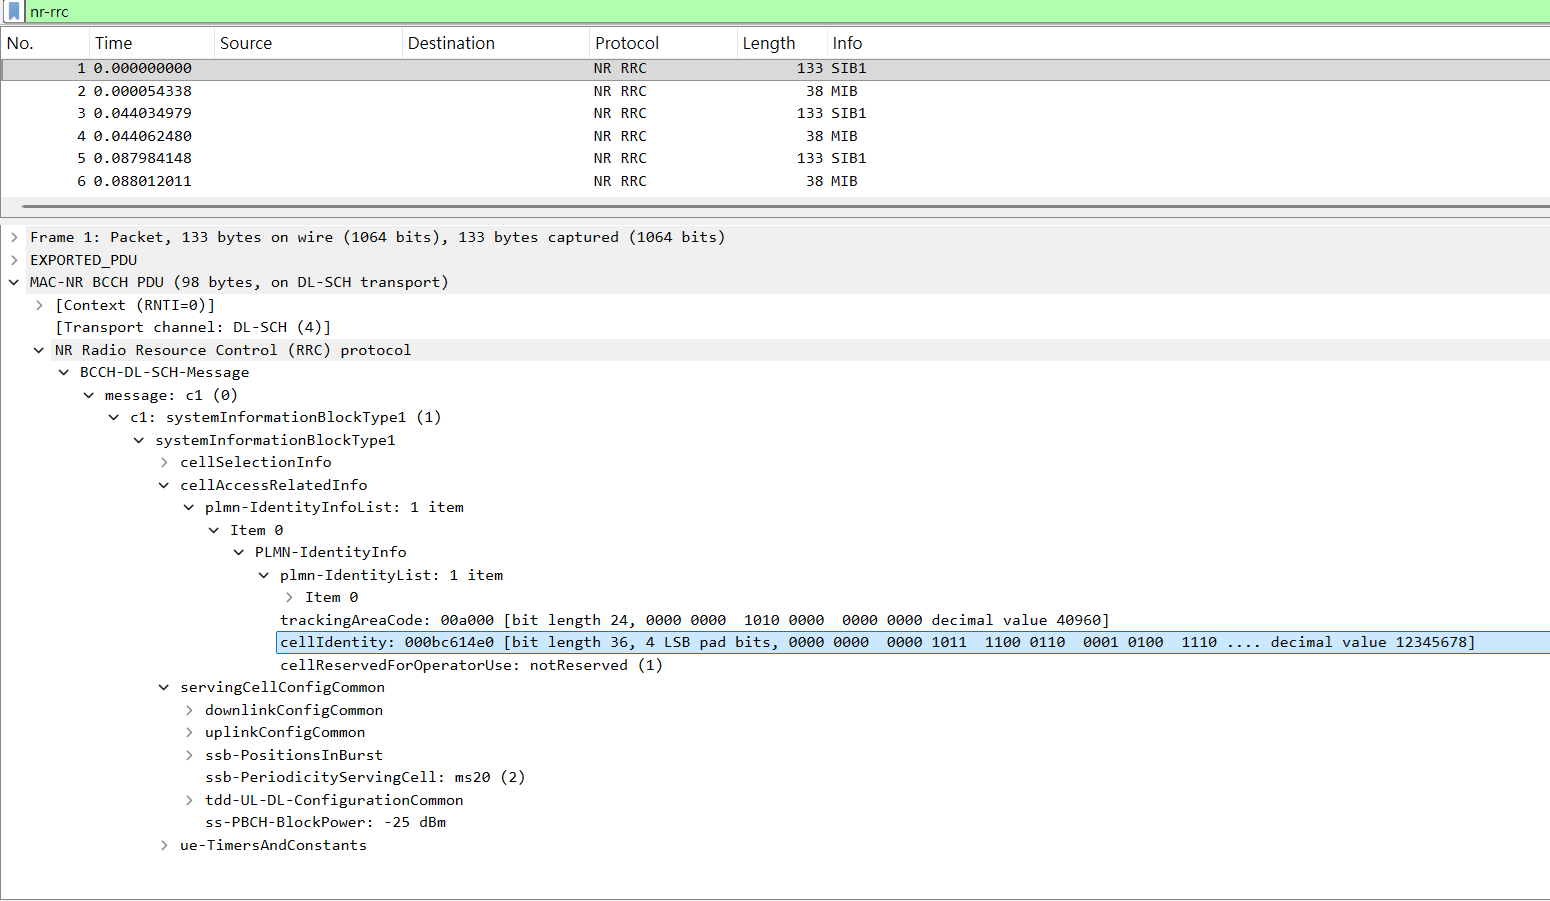 nr-rrc
No. Time Source Destination Protocol Length Info
1 0.000000000 NR RRC 133 SIB1
2 0.000054338 NR RRC 38 MIB
3 0.044034979 NR RRC 133 SIB1
4 0.044062480 NR RRC 38 MIB
5 0.087984148 NR RRC 133 SIB1
6 0.088012011 NR RRC 38 MIB
Frame 1: Packet, 133 bytes on wire (1064 bits), 133 bytes captured (1064 bits)
EXPORTED_PDU
MAC-NR BCCH PDU (98 bytes, on DL-SCH transport)
[Context (RNTI=0)]
[Transport channel: DL-SCH (4)]
NR Radio Resource Control (RRC) protocol
BCCH-DL-SCH-Message
message: c1 (0)
c1: systemInformationBlockType1 (1)
systemInformationBlockType1
cellSelectionInfo
cellAccessRelatedInfo
plmn-IdentityInfoList: 1 item
Item 0
PLMN-IdentityInfo
plmn-IdentityList: 1 item
Item 0
trackingAreaCode: 00a000 [bit length 24, 0000 0000  1010 0000  0000 0000 decimal value 40960]
cellIdentity: 000bc614e0 [bit length 36, 4 LSB pad bits, 0000 0000  0000 1011  1100 0110  0001 0100  1110 .... decimal value 12345678]
cellReservedForOperatorUse: notReserved (1)
servingCellConfigCommon
downlinkConfigCommon
uplinkConfigCommon
ssb-PositionsInBurst
ssb-PeriodicityServingCell: ms20 (2)
tdd-UL-DL-ConfigurationCommon
ss-PBCH-BlockPower: -25 dBm
ue-TimersAndConstants